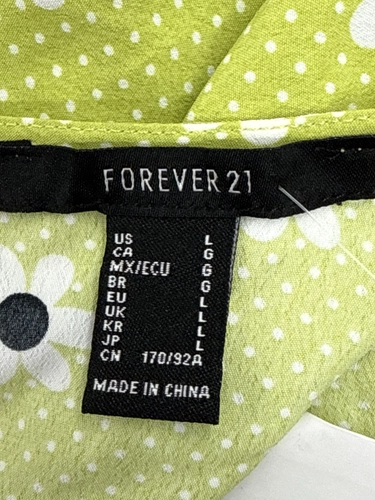 FOREVER 21
US L
CA G
MX/ECU G
BR G
EU L
UK L
KR L
JP L
CN 170/92A
MADE IN CHINA